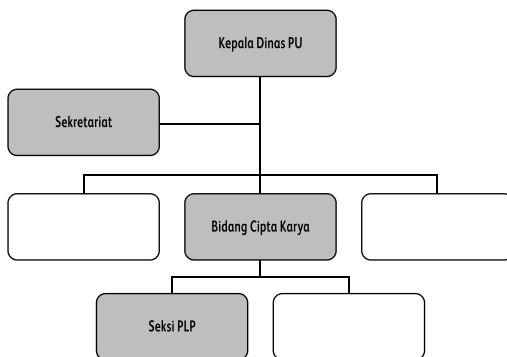 Kepala Dinas PU
Sekretariat
Bidang Cipta Karya
Seksi PLP